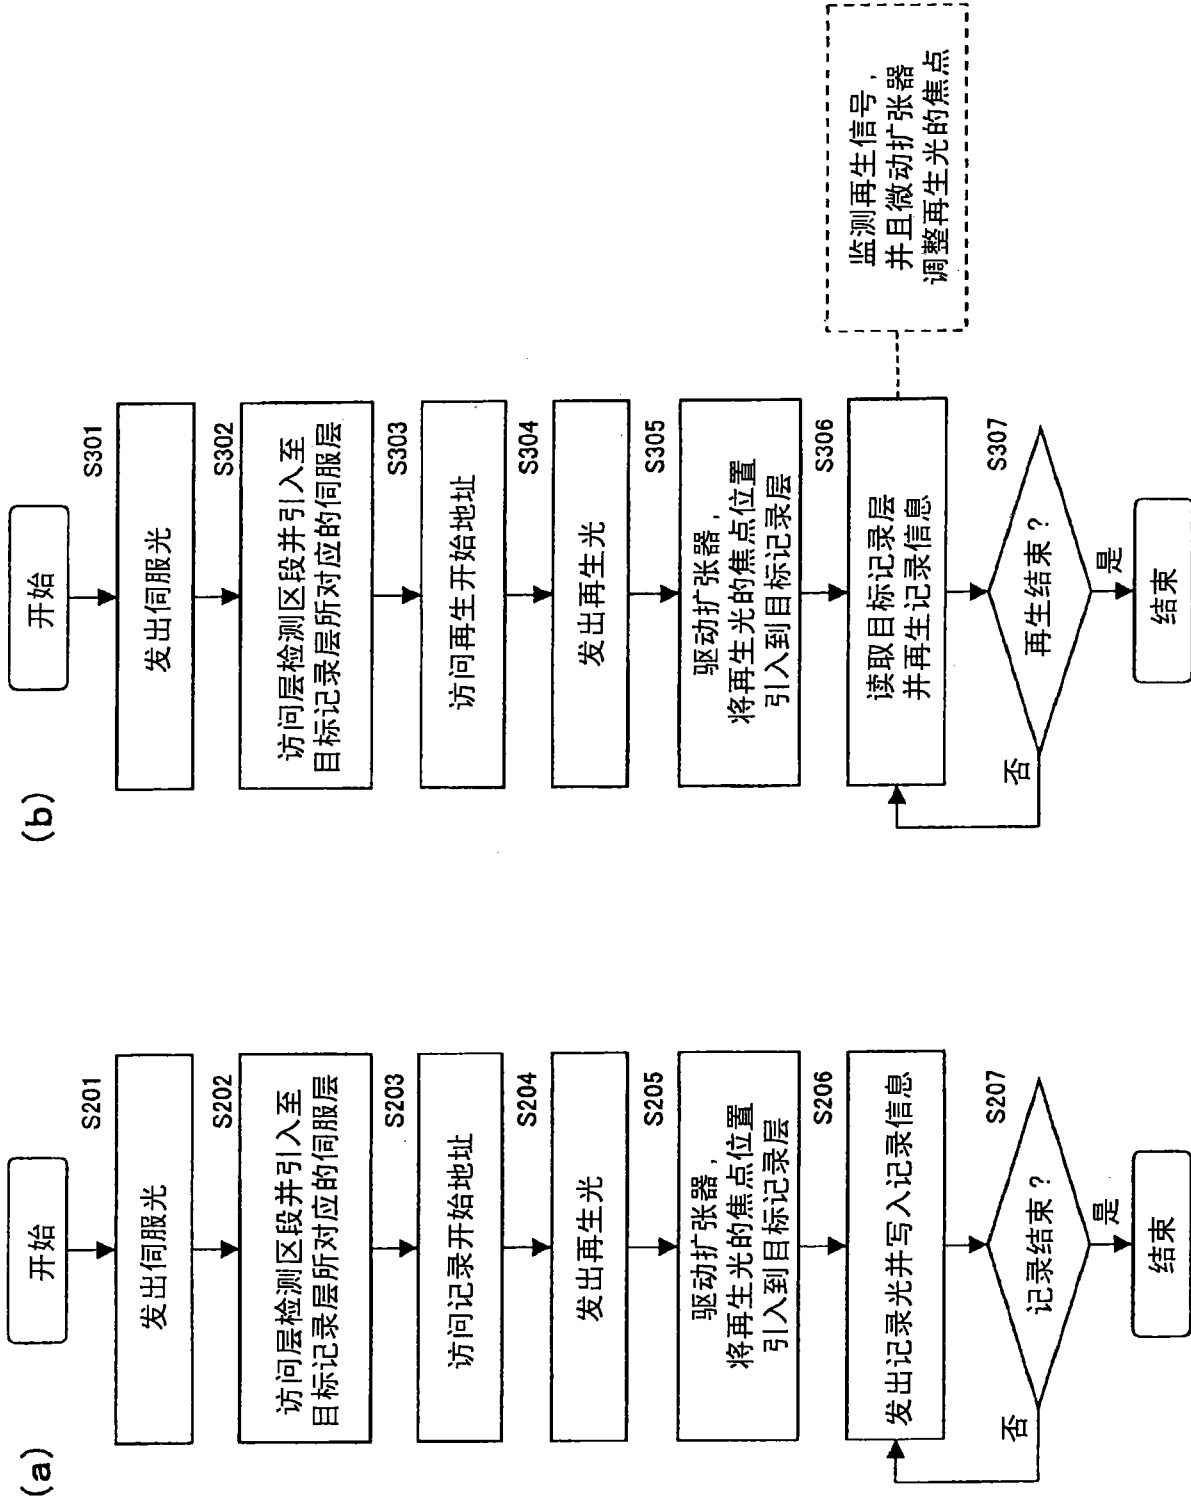 (a)
开始
S201
发出伺服光
S202
访问层检测区段并引入至
目标记录层所对应的伺服层
S203
访问记录开始地址
S204
发出再生光
S205
驱动扩张器，
将再生光的焦点位置
引入到目标记录层
S206
发出记录光并写入记录信息
S207
记录结束？
否
是
结束
(b)
开始
S301
发出伺服光
S302
访问层检测区段并引入至
目标记录层所对应的伺服层
S303
访问再生开始地址
S304
发出再生光
S305
驱动扩张器，
将再生光的焦点位置
引入到目标记录层
S306
读取目标记录层
并再生记录信息
监测再生信号，
并且微动扩张器
调整再生光的焦点
S307
再生结束？
否
是
结束